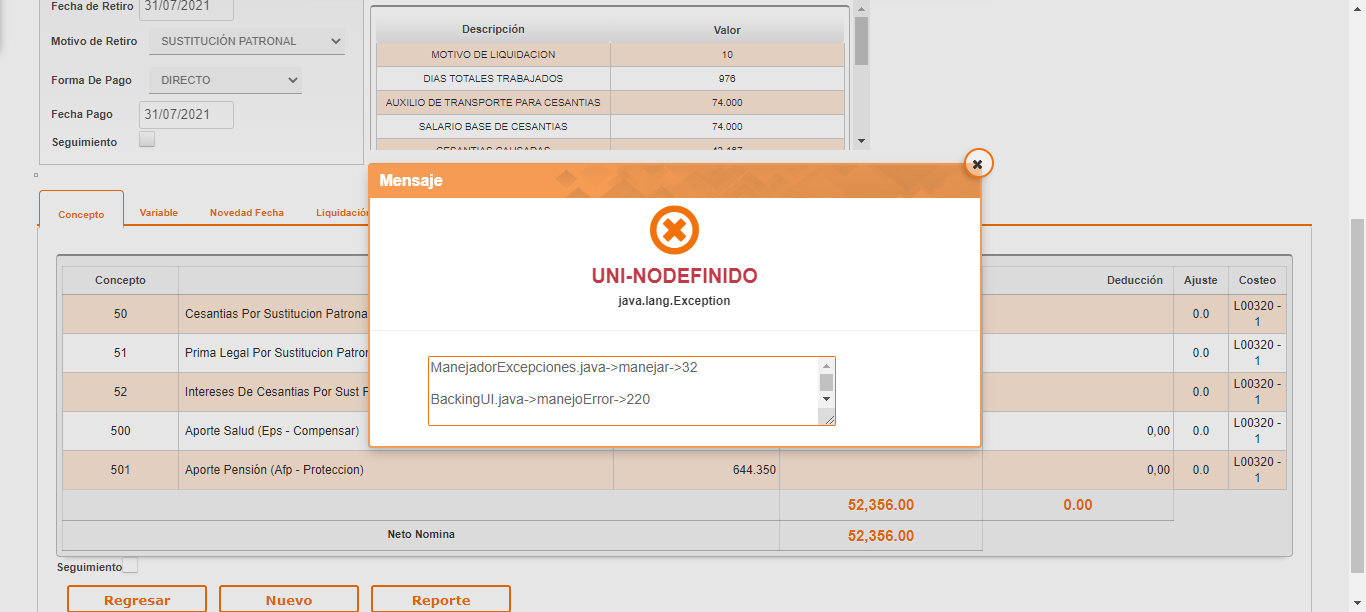 Fecha de Retiro 31/07/2021
Motivo de Retiro SUSTITUCIÓN PATRONAL
Forma De Pago DIRECTO
Fecha Pago 31/07/2021
Seguimiento
Descripción Valor
MOTIVO DE LIQUIDACION 10
DIAS TOTALES TRABAJADOS 976
AUXILIO DE TRANSPORTE PARA CESANTIAS 74.000
SALARIO BASE DE CESANTIAS 74.000
CESANTIAS CAUSADAS 43.167
Mensaje
UNI-NODEFINIDO
java.lang.Exception
ManejadorExcepciones.java->manejar->32
BackingUI.java->manejoError->220
Concepto Variable Novedad Fecha Liquidación
Concepto Deducción Ajuste Costeo
50 Cesantias Por Sustitucion Patrona 0.0 L00320 -
1
51 Prima Legal Por Sustitucion Patron 0.0 L00320 -
1
52 Intereses De Cesantias Por Sust P 0.0 L00320 -
1
500 Aporte Salud (Eps - Compensar) 0,00 0.0 L00320 -
1
501 Aporte Pensión (Afp - Proteccion) 644.350 0,00 0.0 L00320 -
1
52,356.00 0.00
Neto Nomina 52,356.00
Seguimiento
Regresar Nuevo Reporte